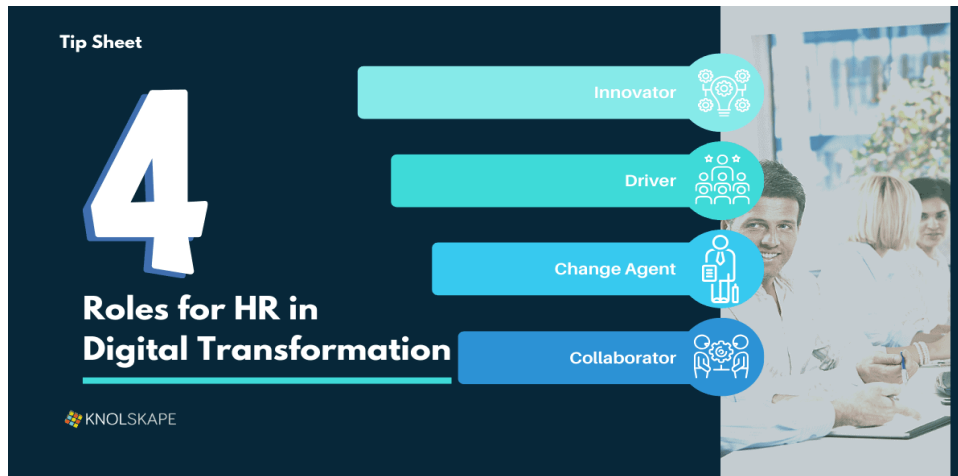 Tip Sheet
4
Roles for HR in
Digital Transformation
Innovator
Driver
Change Agent
Collaborator
KNOLSKAPE